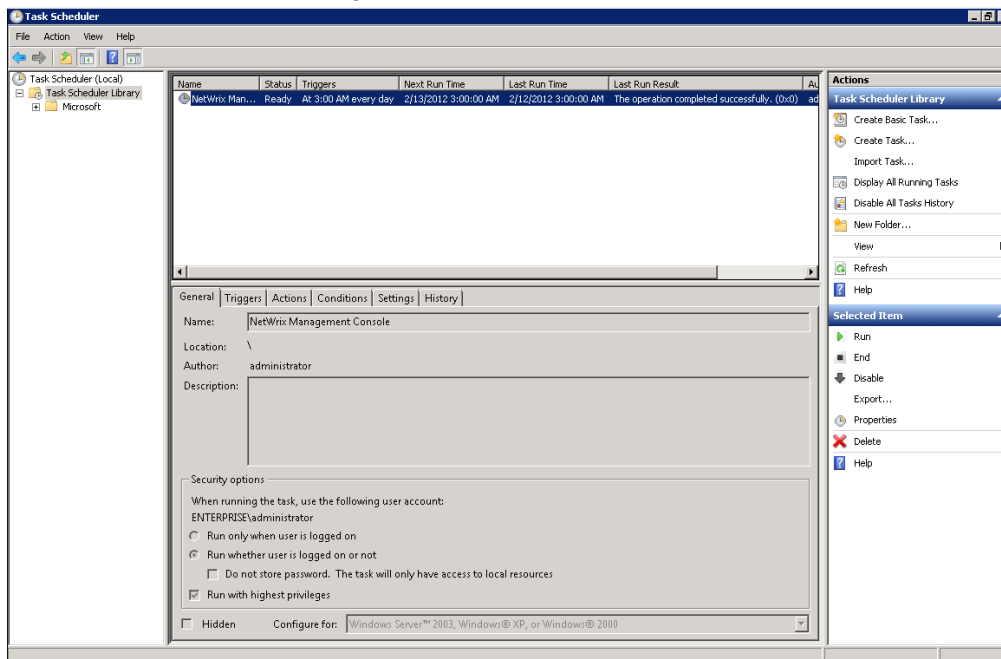 Task Scheduler
File Action View Help
Task Scheduler (Local)
Task Scheduler Library
Microsoft
Name Status Triggers Next Run Time Last Run Time Last Run Result Au
NetWrix Man... Ready At 3:00 AM every day 2/13/2012 3:00:00 AM 2/12/2012 3:00:00 AM The operation completed successfully. (0x0) ad
General Triggers Actions Conditions Settings History
Name: NetWrix Management Console
Location: \
Author: administrator
Description:
Security options
When running the task, use the following user account:
ENTERPRISE\administrator
Run only when user is logged on
Run whether user is logged on or not
Do not store password. The task will only have access to local resources
Run with highest privileges
Hidden Configure for: Windows Server™ 2003, Windows® XP, or Windows® 2000
Actions
Task Scheduler Library
Create Basic Task...
Create Task...
Import Task...
Display All Running Tasks
Disable All Tasks History
New Folder...
View
Refresh
Help
Selected Item
Run
End
Disable
Export...
Properties
Delete
Help